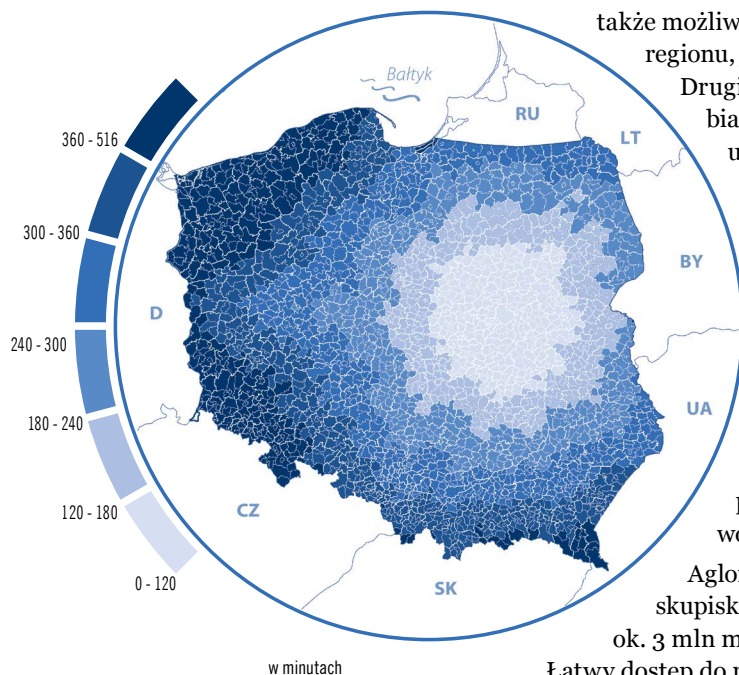 także możliw
regionu,
Drugi
bia
u
Bałtyk
RU
LT
BY
D
UA
CZ
SK
360 - 516
300 - 360
240 - 300
180 - 240
120 - 180
0 - 120
w minutach
wo
Aglo
skupisk
ok. 3 mln m